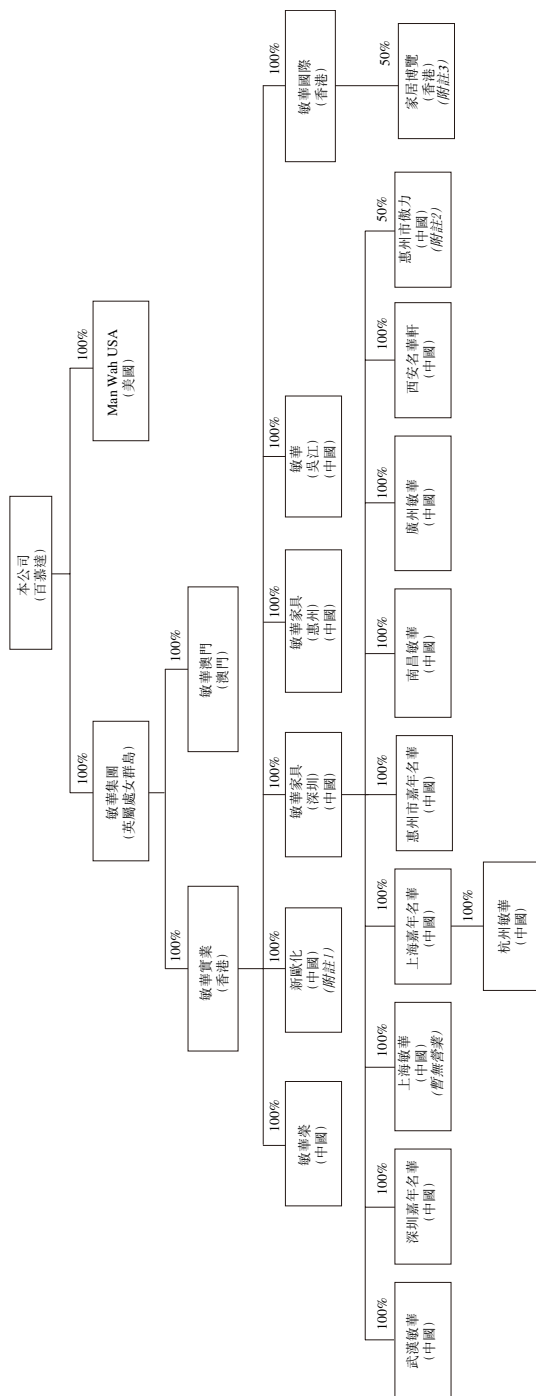 本公司
(百慕達)
100%
100%
敏華集團
(英屬處女群島)
Man Wah USA
(美國)
100%
100%
敏華實業
(香港)
敏華澳門
(澳門)
100%
100%
100%
100%
100%
100%
敏華榮
(中國)
新歐化
(中國)
(附註1)
敏華家具
(深圳)
(中國)
敏華家具
(惠州)
(中國)
敏華
(吳江)
(中國)
敏華國際
(香港)
50%
家居博覽
(香港)
(附註3)
100%
100%
100%
100%
100%
100%
100%
100%
50%
武漢敏華
(中國)
深圳嘉年名華
(中國)
上海敏華
(中國)
(暫無營業)
上海嘉年名華
(中國)
惠州市嘉年名華
(中國)
南昌敏華
(中國)
廣州敏華
(中國)
西安名華軒
(中國)
惠州市傲力
(中國)
(附註2)
100%
杭州敏華
(中國)